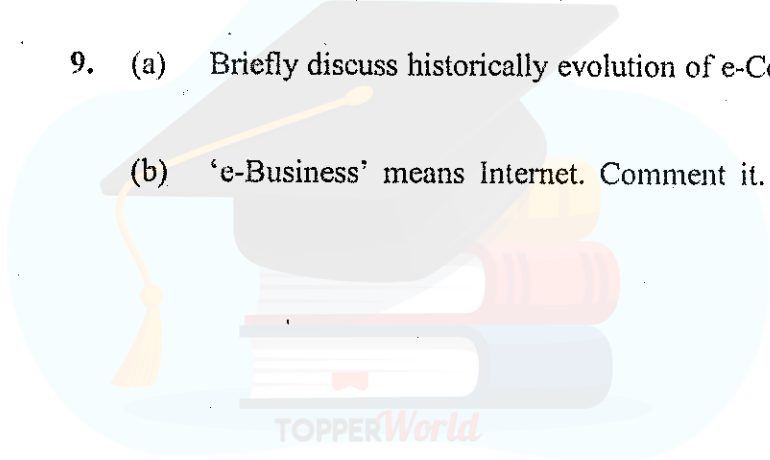 9. (a) Briefly discuss historically evolution of e-C
(b) ‘e-Business’ means Internet. Comment it.
TOPPERWorld